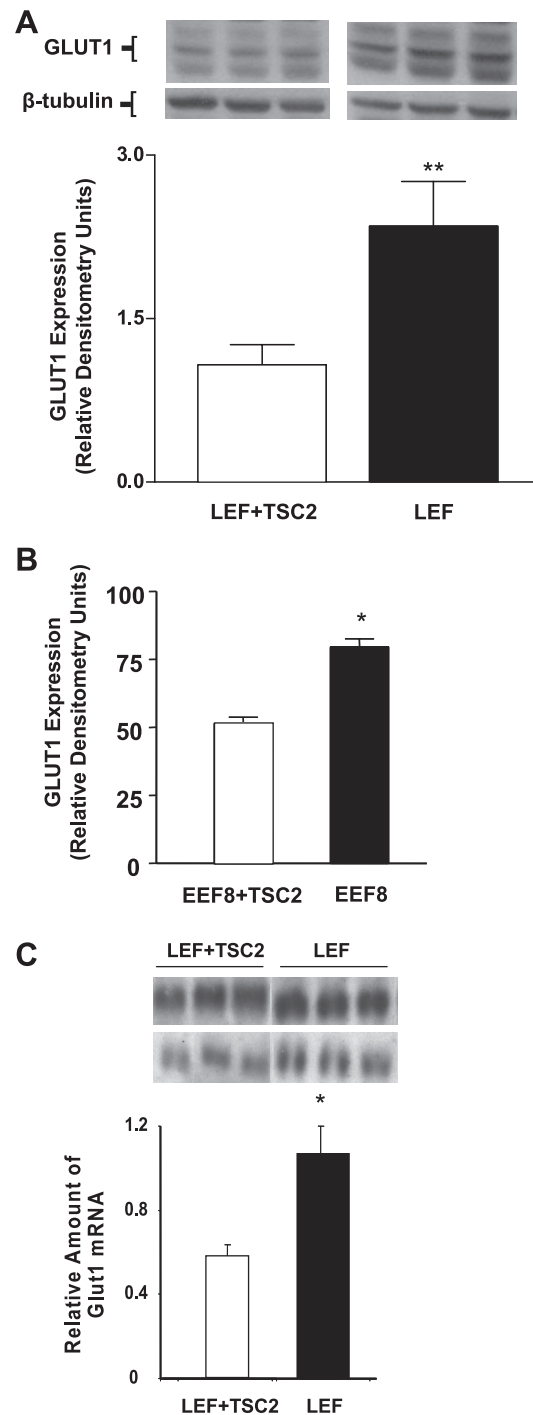 A
GLUT1
β-tubulin
3.0
**
1.5
0.0
GLUT1 Expression
(Relative Densitometry Units)
LEF+TSC2 LEF
B
100
*
75
50
25
0
GLUT1 Expression
(Relative Densitometry Units)
EEF8+TSC2 EEF8
C
LEF+TSC2 LEF
*
1.2
0.8
0.4
0
Relative Amount of
Glut1 mRNA
LEF+TSC2 LEF